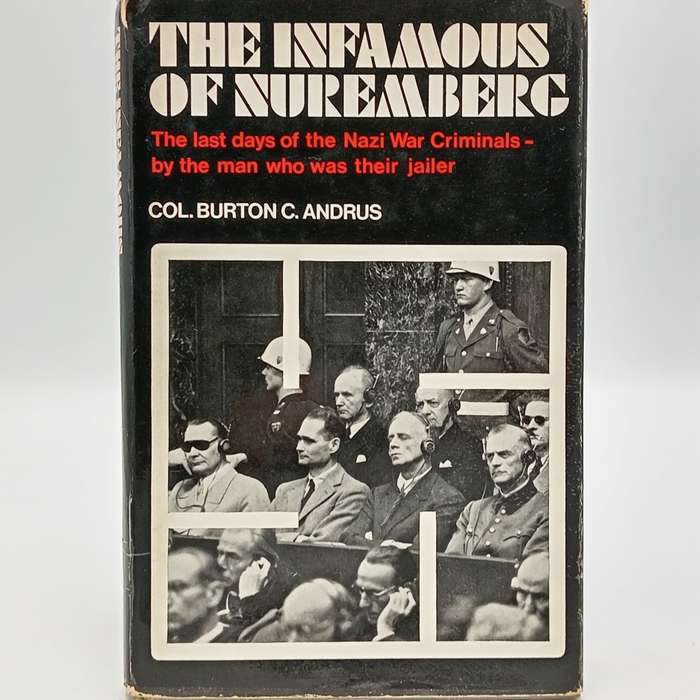 THE INFAMOUS
OF NUREMBERG
The last days of the Nazi War Criminals –
by the man who was their jailer
COL. BURTON C. ANDRUS